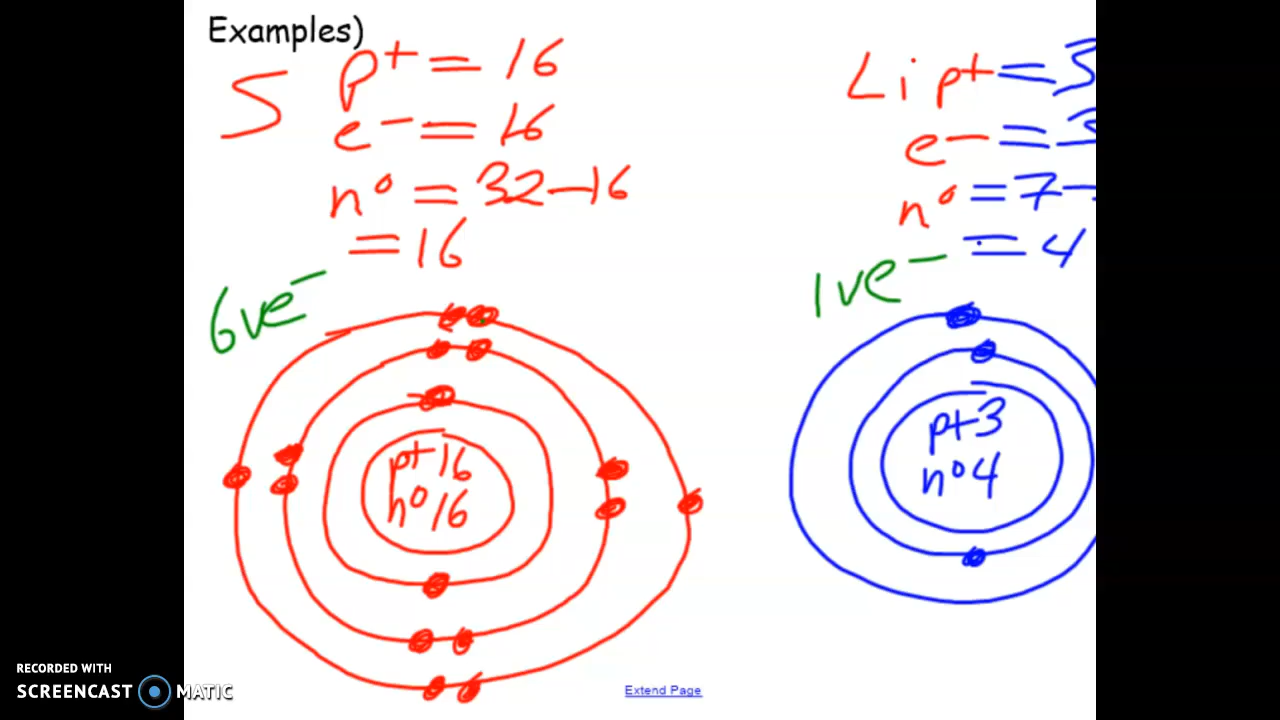 Examples)
S p+ = 16
e- = 16
n° = 32-16
= 16
6ve-
p+ 16
n° 16
Li p+ = 3
e- = 3
n° = 7-
= 4
1ve-
p+3
n°4
Extend Page
RECORDED WITH
SCREENCAST MATIC